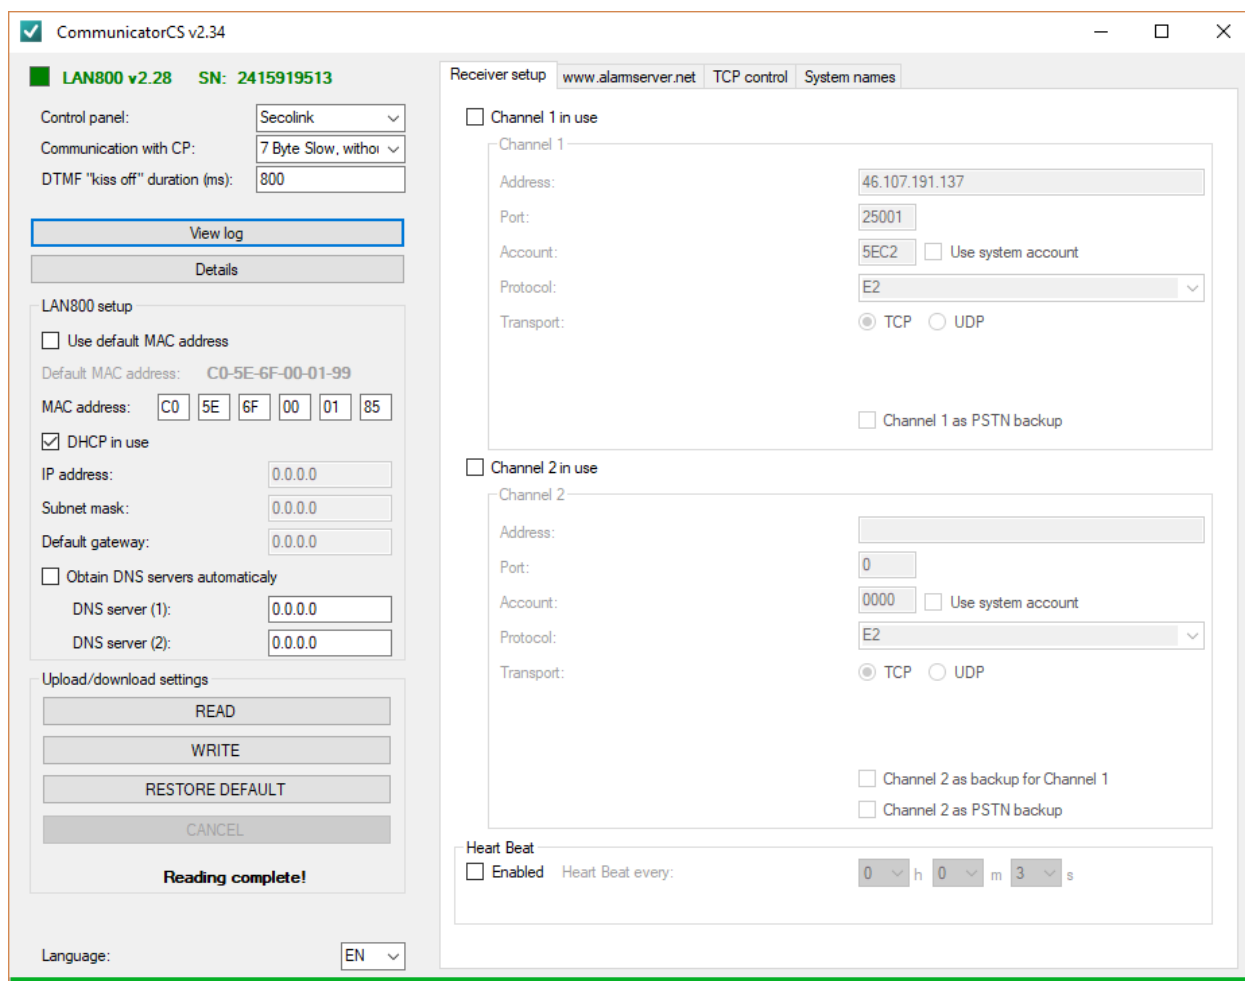 CommunicatorCS v2.34
LAN800 v2.28 SN: 2415919513
Control panel: Secolink
Communication with CP: 7 Byte Slow, withou
DTMF "kiss off" duration (ms): 800
View log
Details
LAN800 setup
Use default MAC address
Default MAC address: C0-5E-6F-00-01-99
MAC address: C0 5E 6F 00 01 85
DHCP in use
IP address: 0.0.0.0
Subnet mask: 0.0.0.0
Default gateway: 0.0.0.0
Obtain DNS servers automaticaly
DNS server (1): 0.0.0.0
DNS server (2): 0.0.0.0
Upload/download settings
READ
WRITE
RESTORE DEFAULT
CANCEL
Reading complete!
Language: EN
Receiver setup www.alarmserver.net TCP control System names
Channel 1 in use
Channel 1
Address: 46.107.191.137
Port: 25001
Account: 5EC2 Use system account
Protocol: E2
Transport: TCP UDP
Channel 1 as PSTN backup
Channel 2 in use
Channel 2
Address:
Port: 0
Account: 0000 Use system account
Protocol: E2
Transport: TCP UDP
Channel 2 as backup for Channel 1
Channel 2 as PSTN backup
Heart Beat
Enabled Heart Beat every: 0 h 0 m 3 s